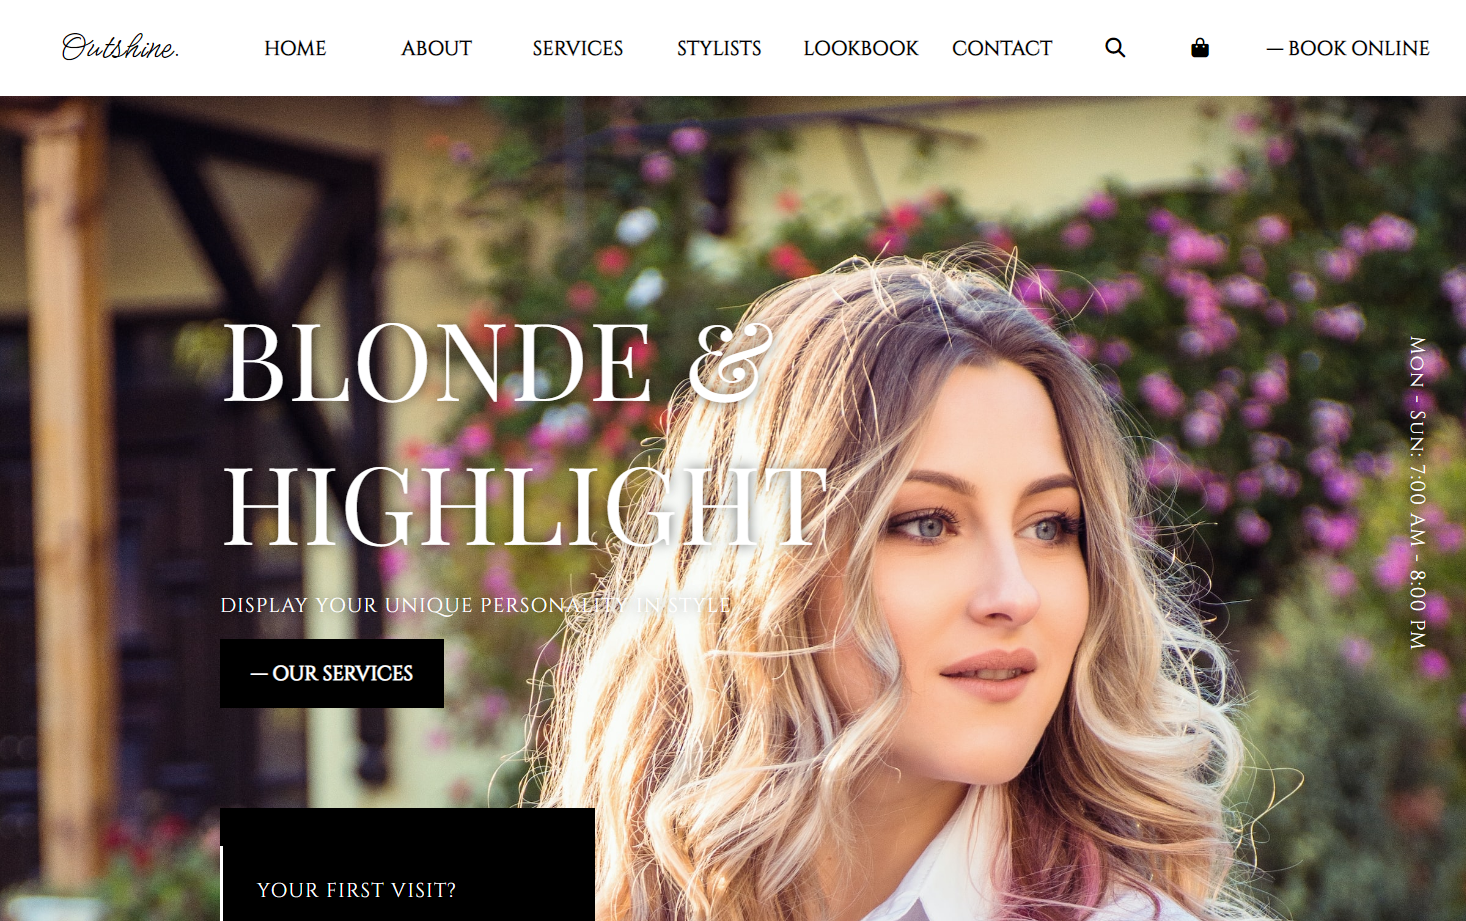 Outshine.
HOME ABOUT SERVICES STYLISTS LOOKBOOK CONTACT — BOOK ONLINE
BLONDE &
HIGHLIGHT
DISPLAY YOUR UNIQUE PERSONALITY IN STYLE.
— OUR SERVICES
YOUR FIRST VISIT?
MON - SUN: 7:00 AM - 8:00 PM